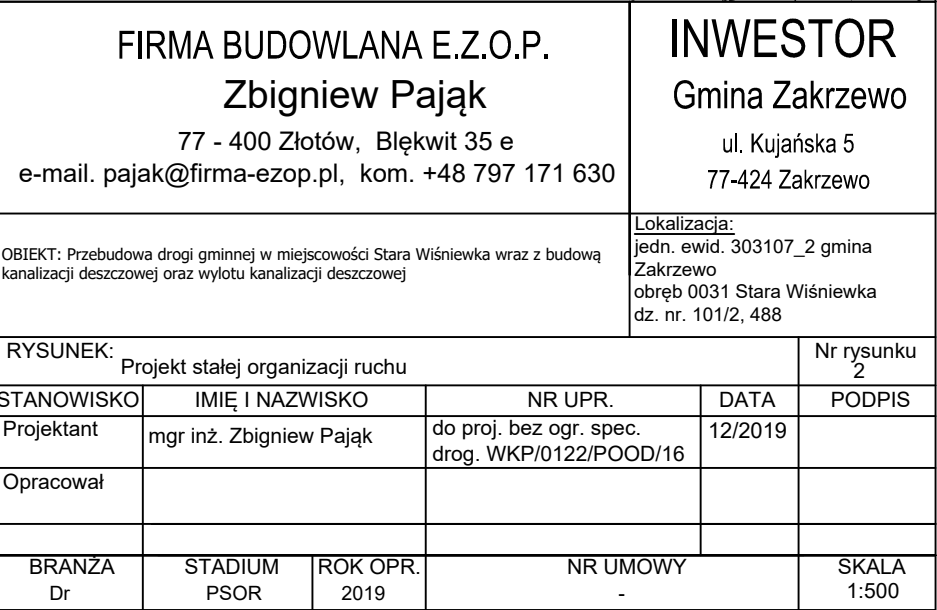 FIRMA BUDOWLANA E.Z.O.P.
Zbigniew Pająk
77 - 400 Złotów, Blękwit 35 e
e-mail. pajak@firma-ezop.pl, kom. +48 797 171 630
INWESTOR
Gmina Zakrzewo
ul. Kujańska 5
77-424 Zakrzewo
OBIEKT: Przebudowa drogi gminnej w miejscowości Stara Wiśniewka wraz z budową
kanalizacji deszczowej oraz wylotu kanalizacji deszczowej
Lokalizacja:
jedn. ewid. 303107_2 gmina
Zakrzewo
obręb 0031 Stara Wiśniewka
dz. nr. 101/2, 488
RYSUNEK:
Projekt stałej organizacji ruchu
Nr rysunku
2
STANOWISKO IMIĘ I NAZWISKO NR UPR. DATA PODPIS
Projektant mgr inż. Zbigniew Pająk do proj. bez ogr. spec. 12/2019
drog. WKP/0122/POOD/16
Opracował
BRANŻA STADIUM ROK OPR. NR UMOWY SKALA
Dr PSOR 2019 - 1:500